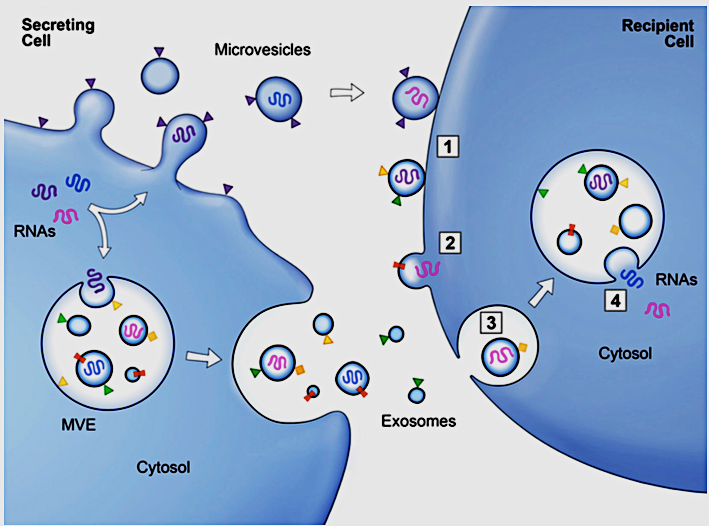 Secreting
Cell
Microvesicles
Recipient
Cell
1
RNAs
2
RNAs
4
3
Cytosol
MVE
Exosomes
Cytosol